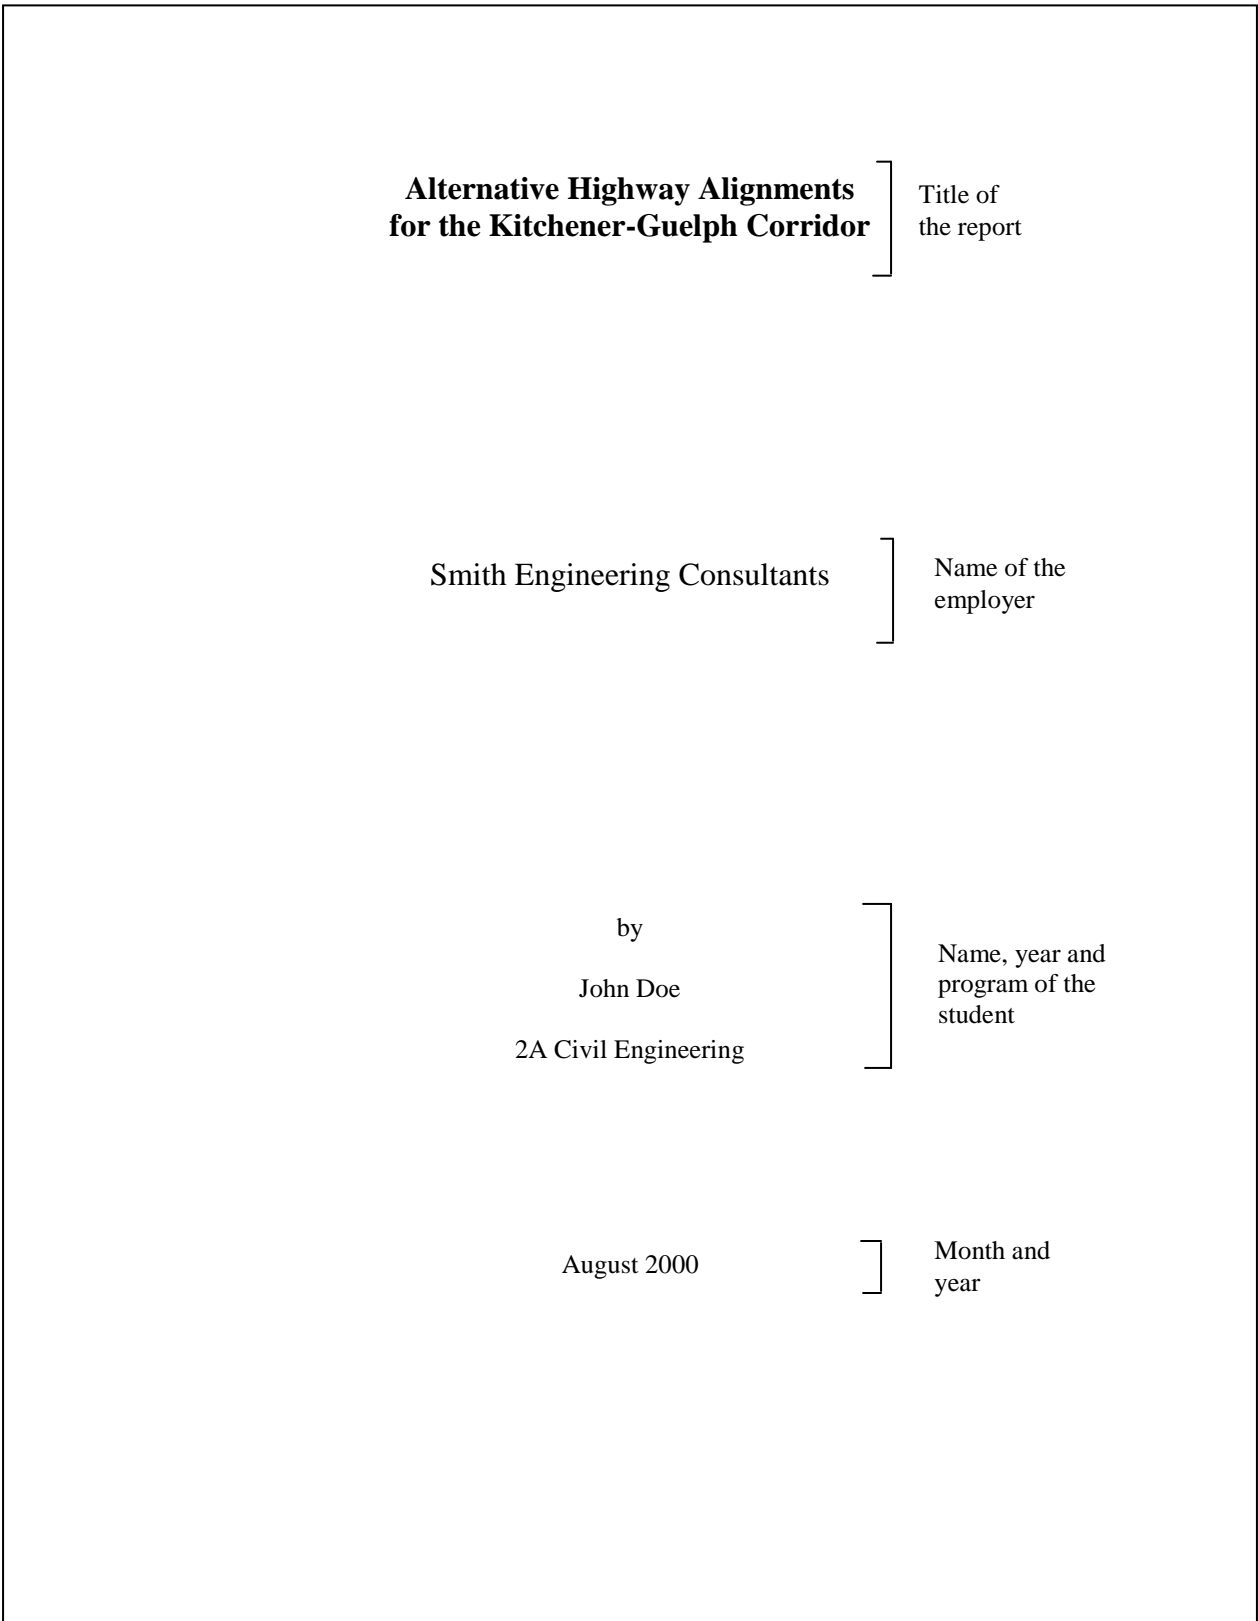 Alternative Highway Alignments
for the Kitchener-Guelph Corridor
Title of
the report
Smith Engineering Consultants
Name of the
employer
by
John Doe
2A Civil Engineering
Name, year and
program of the
student
August 2000
Month and
year